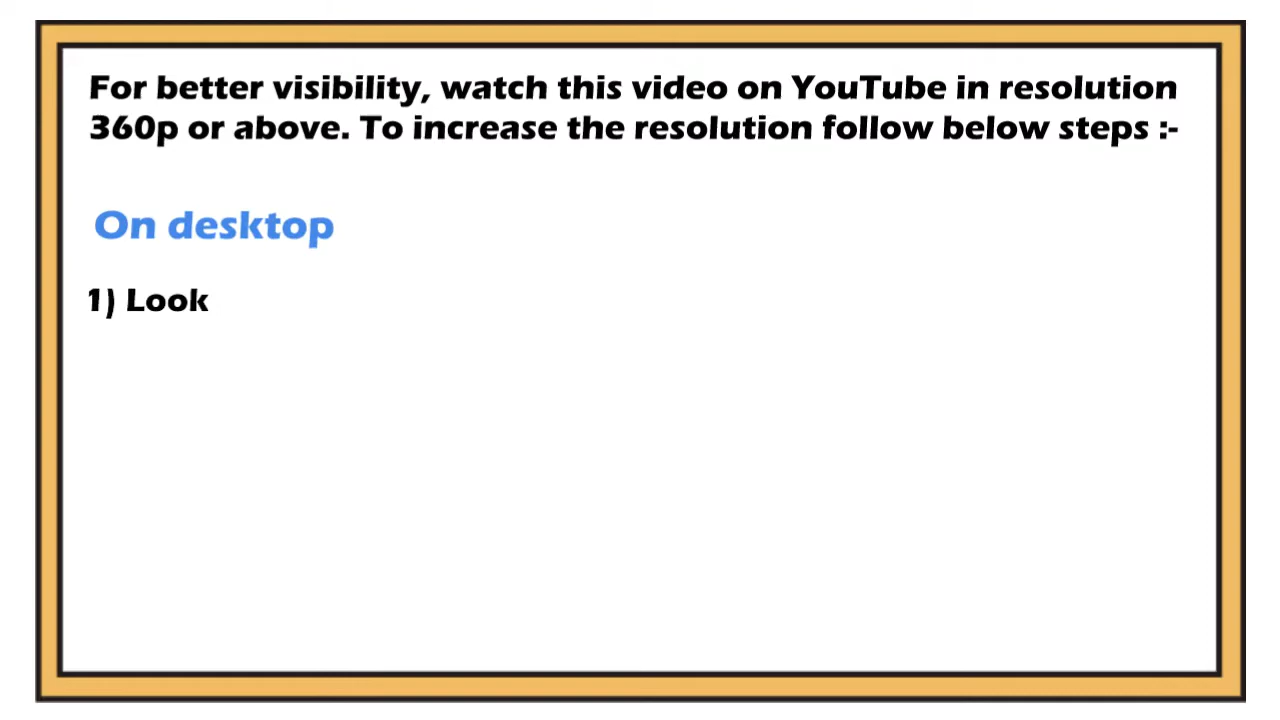 For better visibility, watch this video on YouTube in resolution
360p or above. To increase the resolution follow below steps :-
On desktop
1) Look